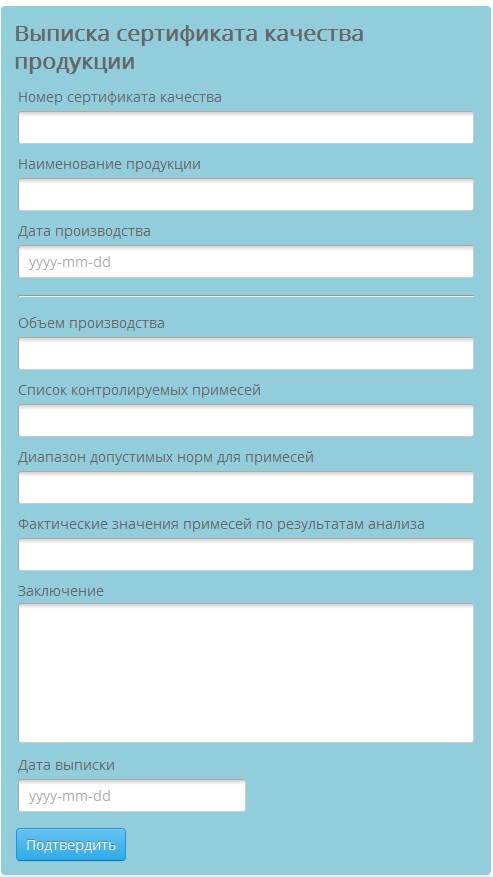 Выписка сертификата качества
продукции
Номер сертификата качества
Наименование продукции
Дата производства
yyyy-mm-dd
Объем производства
Список контролируемых примесей
Диапазон допустимых норм для примесей
Фактические значения примесей по результатам анализа
Заключение
Дата выписки
yyyy-mm-dd
Подтвердить